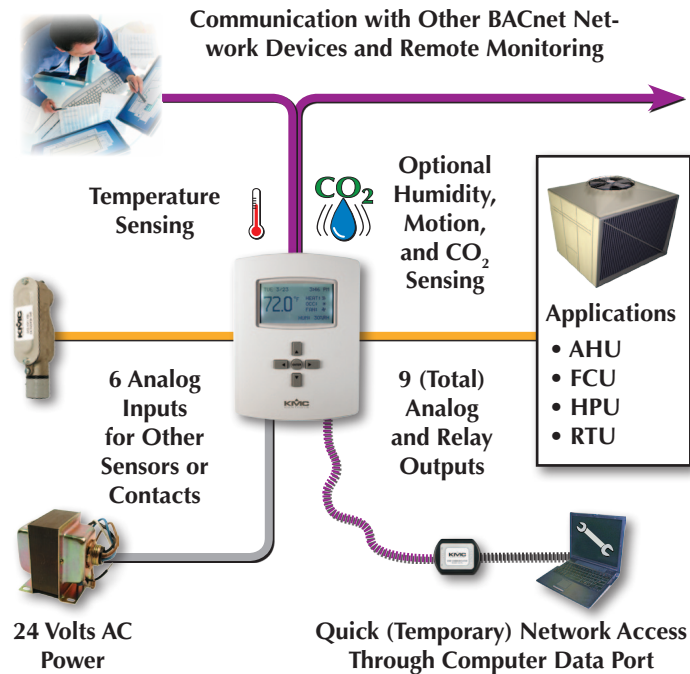 Communication with Other BACnet Net-
work Devices and Remote Monitoring
Temperature
Sensing
CO2
Optional
Humidity,
Motion,
and CO2
Sensing
72.0°F
KMC
KMC
6 Analog
Inputs
for Other
Sensors or
Contacts
9 (Total)
Analog
and Relay
Outputs
Applications
• AHU
• FCU
• HPU
• RTU
KMC
24 Volts AC
Power
Quick (Temporary) Network Access
Through Computer Data Port